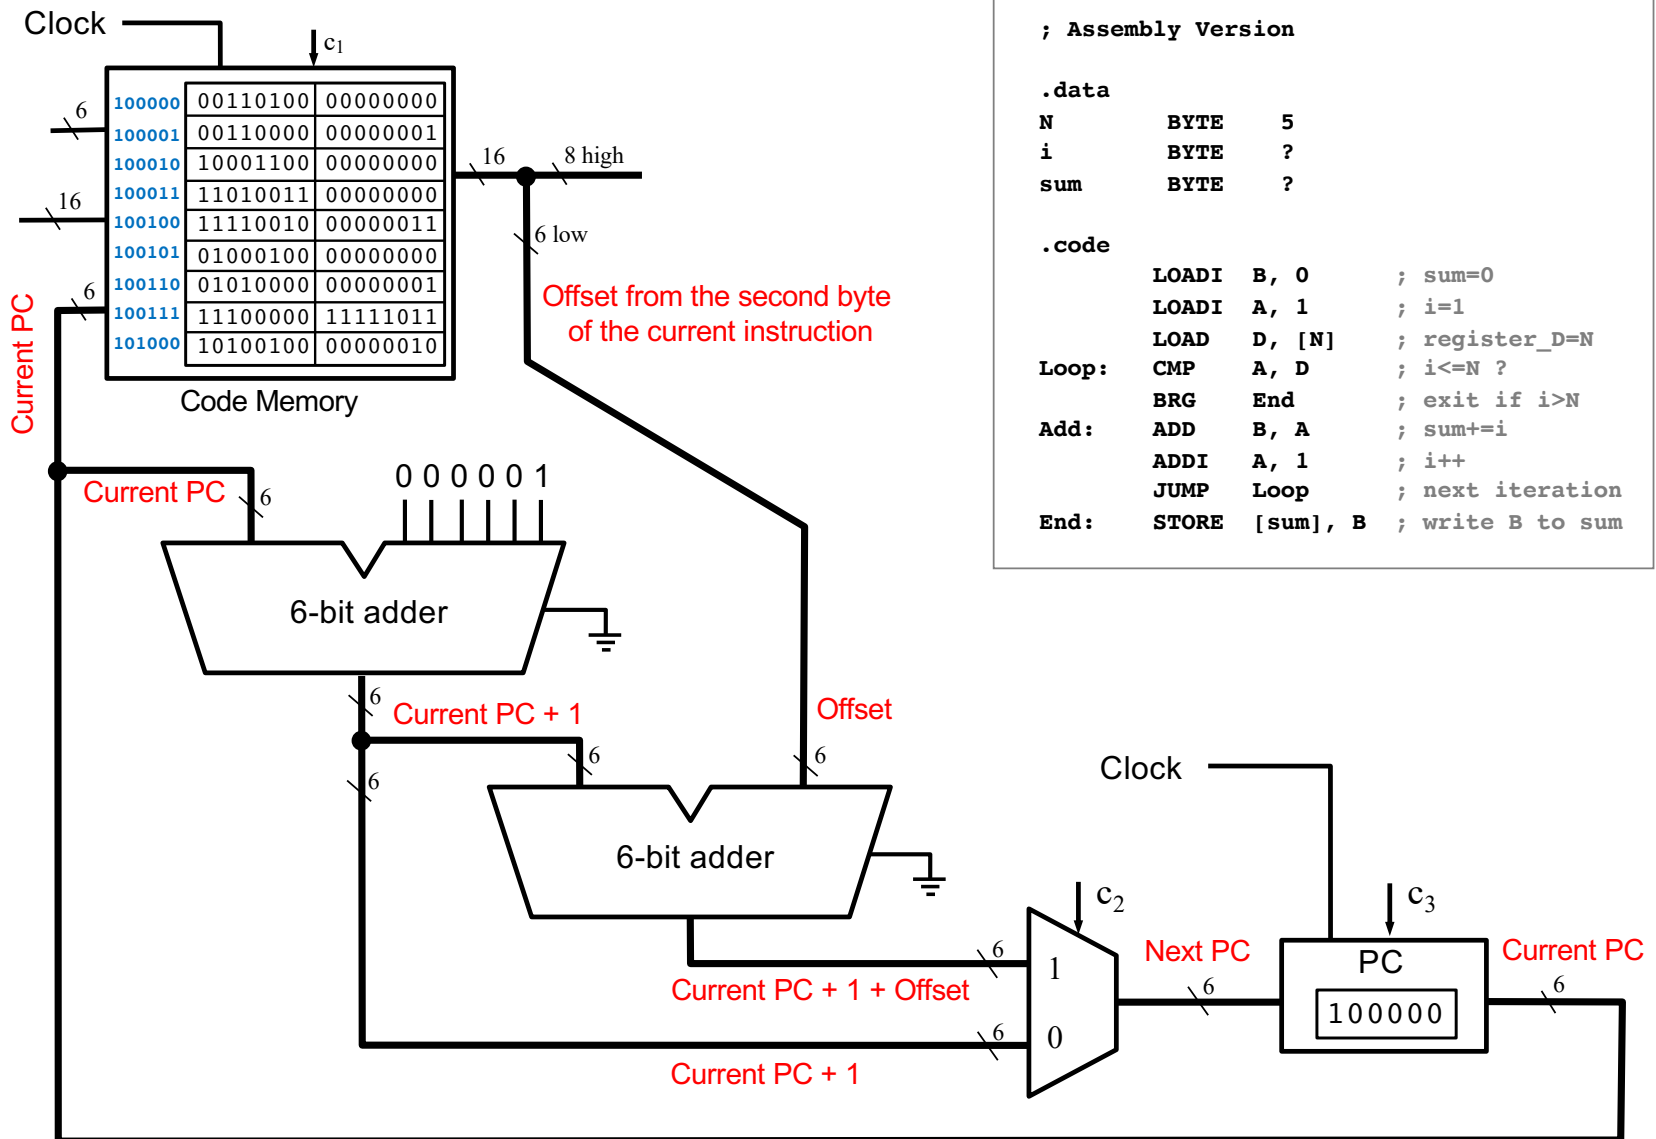 Clock
c1
6
16
6
Current PC
100000 00110100 00000000
100001 00110000 00000001
100010 10001100 00000000
100011 11010011 00000000
100100 11110010 00000011
100101 01000100 00000000
100110 01010000 00000001
100111 11100000 11111011
101000 10100100 00000010
Code Memory
16
8 high
6 low
Offset from the second byte
of the current instruction
; Assembly Version
.data
N BYTE 5
i BYTE ?
sum BYTE ?
.code
LOADI B, 0 ; sum=0
LOADI A, 1 ; i=1
LOAD D, [N] ; register_D=N
Loop: CMP A, D ; i<=N ?
BRG End ; exit if i>N
Add: ADD B, A ; sum+=i
ADDI A, 1 ; i++
JUMP Loop ; next iteration
End: STORE [sum], B ; write B to sum
Current PC
6
0 0 0 0 0 1
6-bit adder
6
Current PC + 1
Offset
6
6
6
6-bit adder
Clock
c2
c3
6
1
Current PC + 1 + Offset
Next PC
6
PC
100000
Current PC
6
6
0
Current PC + 1